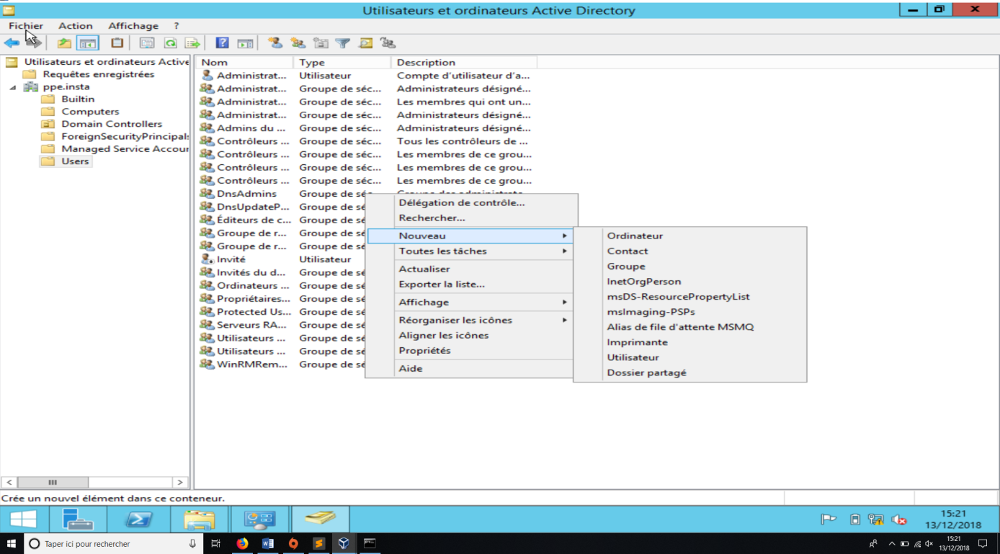 Utilisateurs et ordinateurs Active Directory
Fichier Action Affichage ?
Utilisateurs et ordinateurs Active
Requêtes enregistrées
ppe.insta
Builtin
Computers
Domain Controllers
ForeignSecurityPrincipals
Managed Service Accour
Users
Nom Type Description
Administrat... Utilisateur Compte d'utilisateur d'a...
Administrat... Groupe de séc... Administrateurs désigné...
Administrat... Groupe de séc... Les membres qui ont un...
Administrat... Groupe de séc... Administrateurs désigné...
Admins du ... Groupe de séc... Administrateurs désigné...
Contrôleurs ... Groupe de séc... Tous les contrôleurs de ...
Contrôleurs ... Groupe de séc... Les membres de ce grou...
Contrôleurs ... Groupe de séc... Les membres de ce grou...
Contrôleurs ... Groupe de séc... Les membres de ce grou...
DnsAdmins Groupe de séc... Groupe des administrate...
DnsUpdateP... Groupe de sé
Éditeurs de c... Groupe de sé
Groupe de r... Groupe de sé
Groupe de r... Groupe de sé
Invité Utilisateur
Invités du d... Groupe de sé
Ordinateurs ... Groupe de sé
Propriétaires... Groupe de sé
Protected Us... Groupe de sé
Serveurs RA... Groupe de sé
Utilisateurs ... Groupe de sé
Utilisateurs ... Groupe de sé
WinRMRem... Groupe de sé
Délégation de contrôle...
Rechercher...
Nouveau
Toutes les tâches
Actualiser
Exporter la liste...
Affichage
Réorganiser les icônes
Aligner les icônes
Propriétés
Aide
Ordinateur
Contact
Groupe
InetOrgPerson
msDS-ResourcePropertyList
msImaging-PSPs
Alias de file d'attente MSMQ
Imprimante
Utilisateur
Dossier partagé
Crée un nouvel élément dans ce conteneur.
15:21
13/12/2018
Taper ici pour rechercher
15:21
13/12/2018